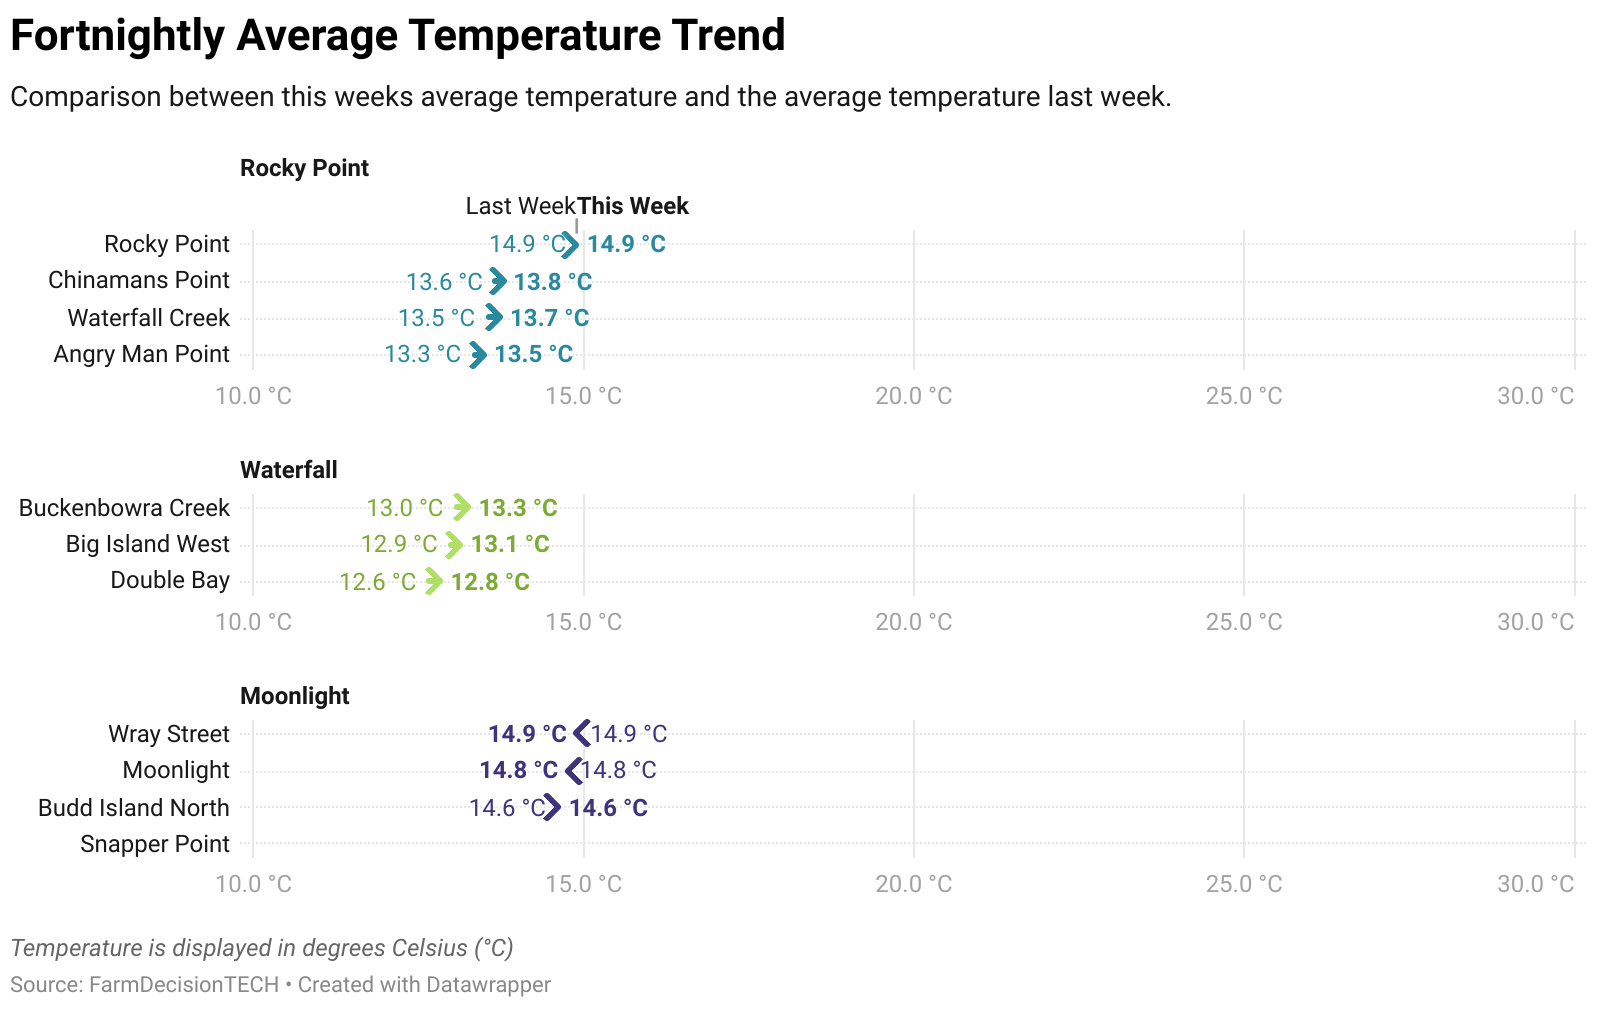 Fortnightly Average Temperature Trend
Comparison between this weeks average temperature and the average temperature last week.
Rocky Point
Last Week This Week
Rocky Point 14.9 °C 14.9 °C
Chinamans Point 13.6 °C 13.8 °C
Waterfall Creek 13.5 °C 13.7 °C
Angry Man Point 13.3 °C 13.5 °C
10.0 °C 15.0 °C 20.0 °C 25.0 °C 30.0 °C
Waterfall
Buckenbowra Creek 13.0 °C 13.3 °C
Big Island West 12.9 °C 13.1 °C
Double Bay 12.6 °C 12.8 °C
10.0 °C 15.0 °C 20.0 °C 25.0 °C 30.0 °C
Moonlight
Wray Street 14.9 °C 14.9 °C
Moonlight 14.8 °C 14.8 °C
Budd Island North 14.6 °C 14.6 °C
Snapper Point
10.0 °C 15.0 °C 20.0 °C 25.0 °C 30.0 °C
Temperature is displayed in degrees Celsius (°C)
Source: FarmDecisionTECH • Created with Datawrapper